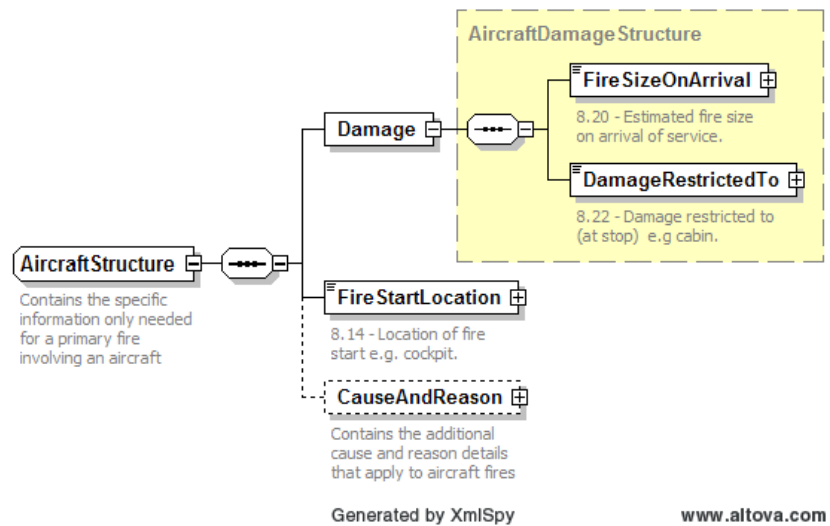 AircraftDamageStructure
FireSizeOnArrival
8.20 - Estimated fire size
on arrival of service.
Damage
DamageRestrictedTo
8.22 - Damage restricted to
(at stop)  e.g cabin.
AircraftStructure
Contains the specific
information only needed
for a primary fire
involving an aircraft
FireStartLocation
8.14 - Location of fire
start e.g. cockpit.
CauseAndReason
Contains the additional
cause and reason details
that apply to aircraft fires
Generated by XmlSpy
www.altova.com